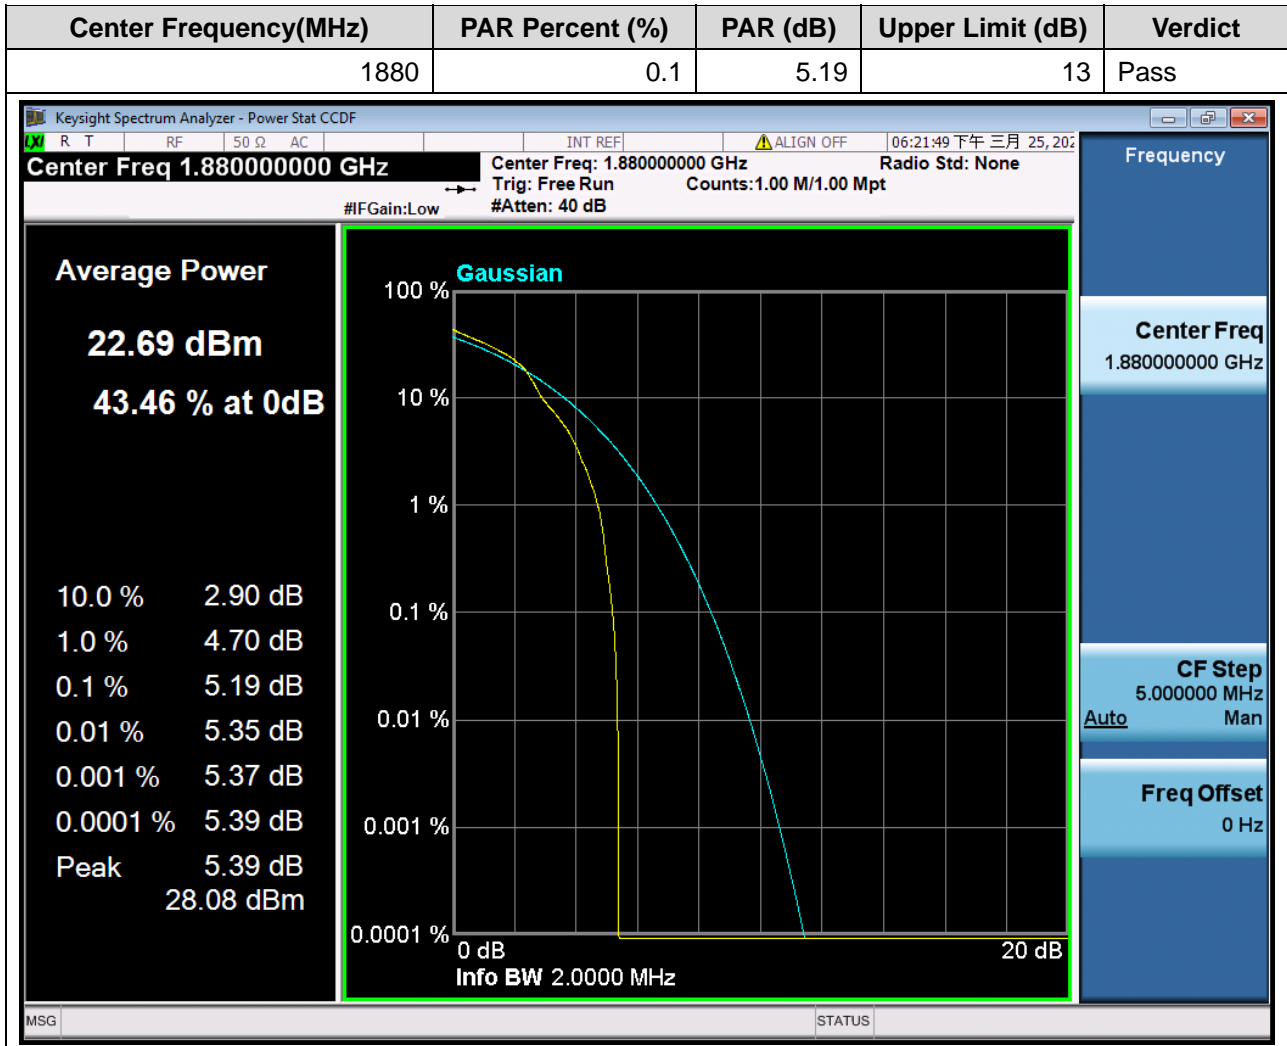 Center Frequency(MHz) PAR Percent (%) PAR (dB) Upper Limit (dB) Verdict
1880 0.1 5.19 13 Pass
Keysight Spectrum Analyzer - Power Stat CCDF
LXI R T RF 50 Ω AC INT REF ALIGN OFF 06:21:49 下午 三月 25, 202
Center Freq 1.880000000 GHz
Center Freq: 1.880000000 GHz Radio Std: None
Trig: Free Run Counts:1.00 M/1.00 Mpt
#IFGain:Low #Atten: 40 dB
Average Power
22.69 dBm
43.46 % at 0dB
10.0 % 2.90 dB
1.0 % 4.70 dB
0.1 % 5.19 dB
0.01 % 5.35 dB
0.001 % 5.37 dB
0.0001 % 5.39 dB
Peak 5.39 dB
28.08 dBm
Gaussian
100 %
10 %
1 %
0.1 %
0.01 %
0.001 %
0.0001 %
0 dB 20 dB
Info BW 2.0000 MHz
Frequency
Center Freq
1.880000000 GHz
CF Step
5.000000 MHz
Auto Man
Freq Offset
0 Hz
MSG STATUS